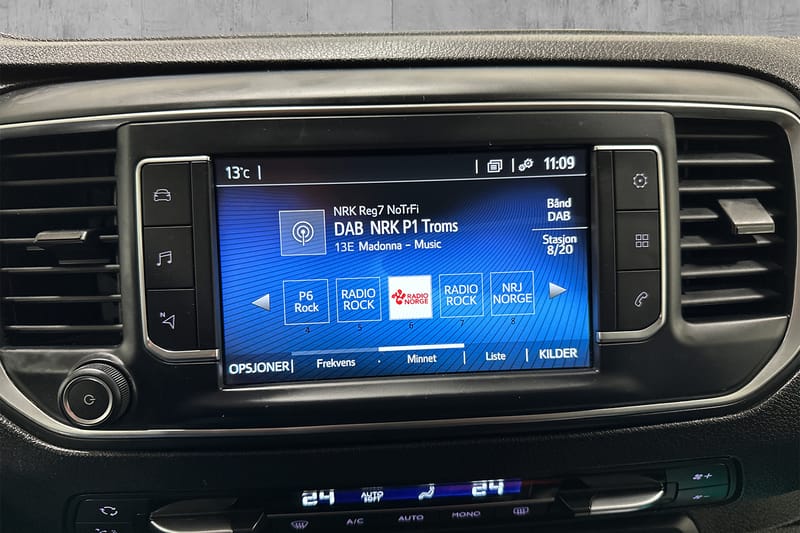 13°C
11:09
NRK Reg7 NoTrFi
DAB NRK P1 Troms
13E Madonna - Music
Bånd
DAB
Stasjon
8/20
P6
Rock
RADIO
ROCK
RADIO
NORGE
RADIO
ROCK
NRJ
NORGE
4 5 6 7 8
OPSJONER
Frekvens
Minnet
Liste
KILDER
N
24
AUTO
SOFT
24
A/C
AUTO
MONO